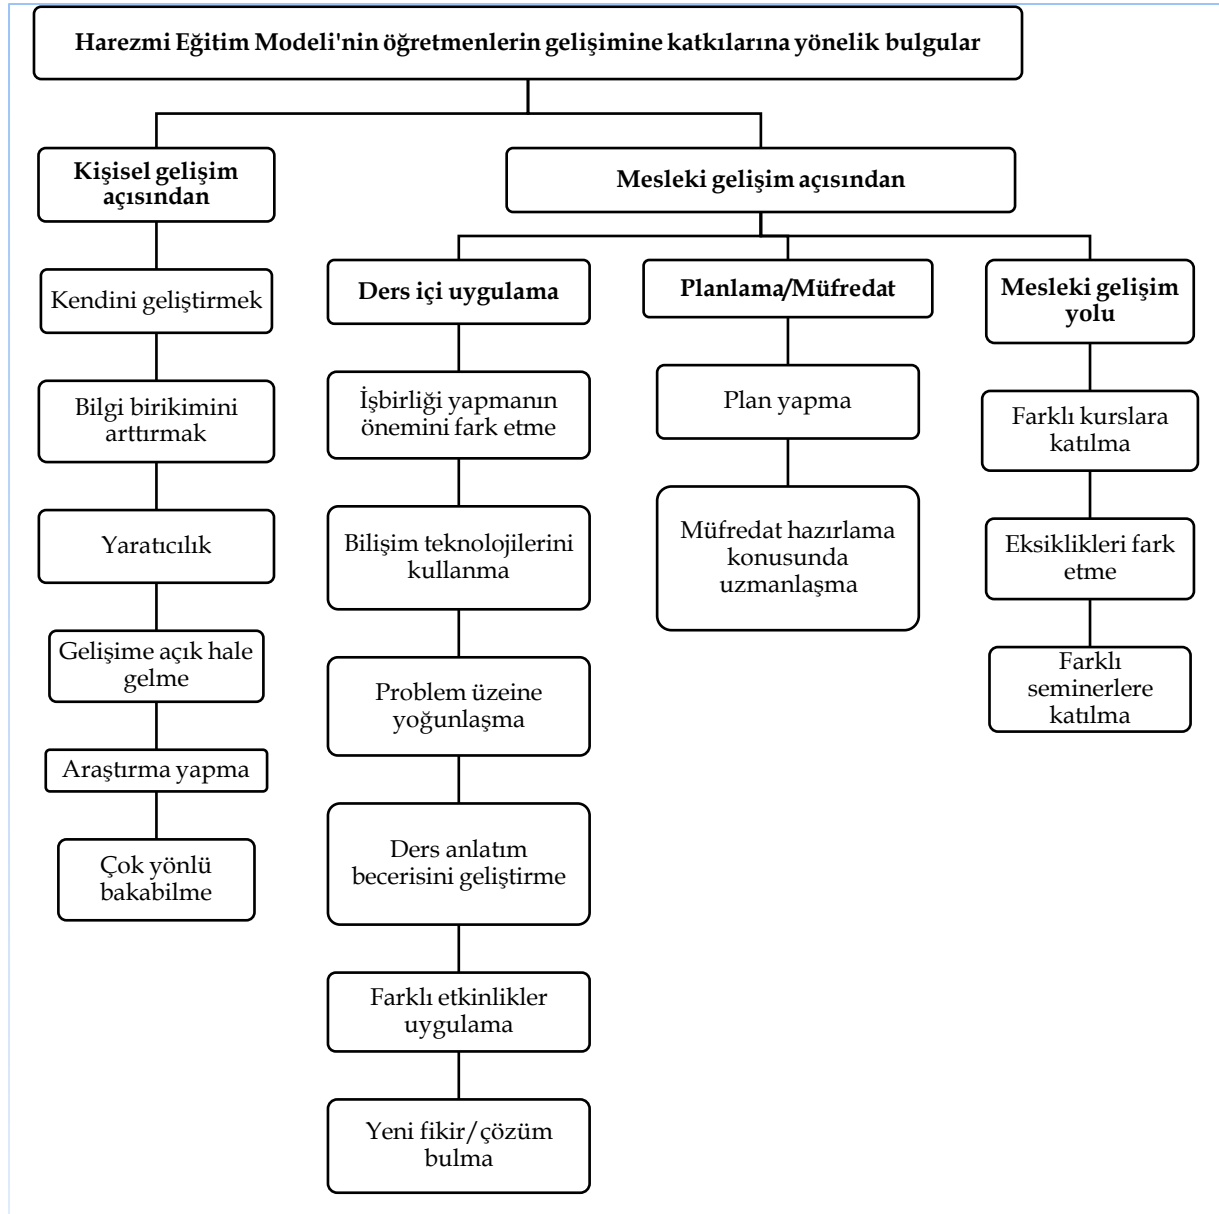 Harezmi Eğitim Modeli'nin öğretmenlerin gelişimine katkılarına yönelik bulgular
Kişisel gelişim
açısından
Kendini geliştirmek
Bilgi birikimini
arttırmak
Yaratıcılık
Gelişime açık hale
gelme
Araştırma yapma
Çok yönlü
bakabilme
Mesleki gelişim açısından
Ders içi uygulama
İşbirliği yapmanın
önemini fark etme
Bilişim teknolojilerini
kullanma
Problem üzeine
yoğunlaşma
Ders anlatım
becerisini geliştirme
Farklı etkinlikler
uygulama
Yeni fikir/çözüm
bulma
Planlama/Müfredat
Plan yapma
Müfredat hazırlama
konusunda
uzmanlaşma
Mesleki gelişim
yolu
Farklı kurslara
katılma
Eksiklikleri fark
etme
Farklı
seminerlere
katılma